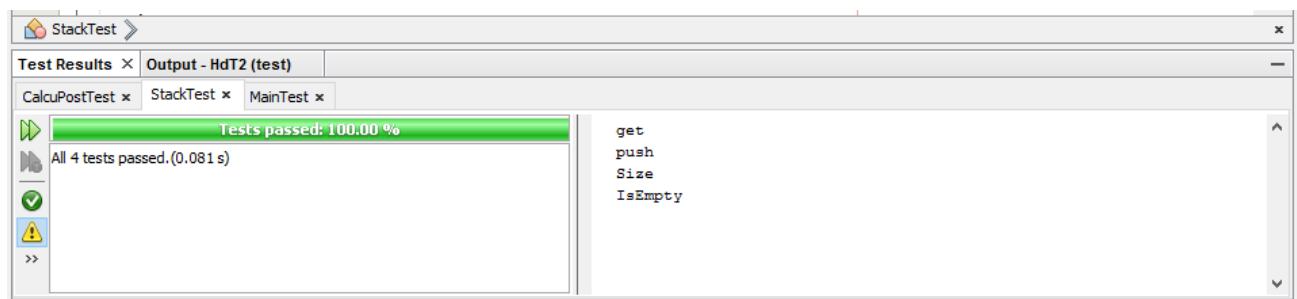 StackTest
Test Results Output - HdT2 (test)
CalcuPostTest StackTest MainTest
Tests passed: 100.00 %
All 4 tests passed.(0.081 s)
get
push
Size
IsEmpty